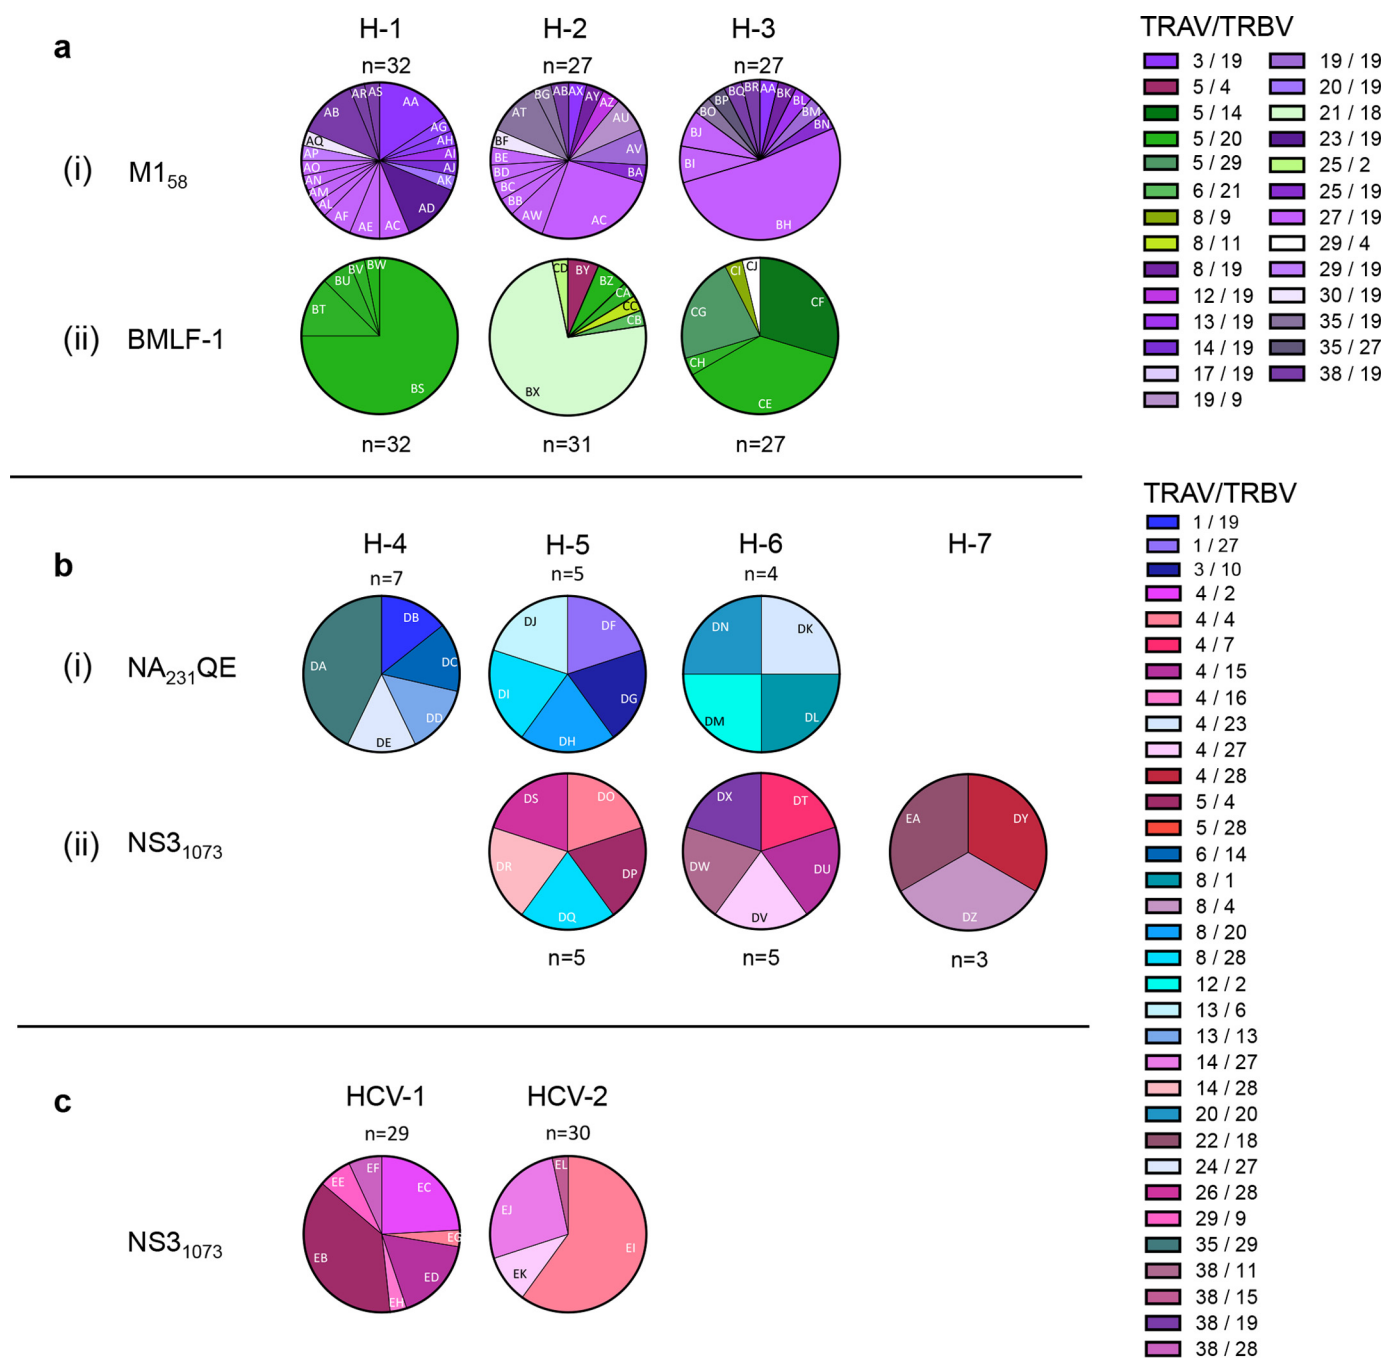 a
H-1
H-2
H-3
n=32
n=27
n=27
(i)
M1₅₈
AA
AG
AH
AI
AJ
AK
AD
AC
AE
AF
AL
AM
AN
AO
AP
AQ
AB
AR
AS
AX
AY
AZ
AU
AV
BA
AC
AW
BB
BC
BD
BE
BF
AT
BG
AB
AA
BK
BL
BM
BN
BH
BI
BJ
BO
BP
BQ
BR
(ii)
BMLF-1
BS
BT
BU
BV
BW
BY
BZ
CA
CC
CB
BX
CD
CF
CE
CH
CG
CI
CJ
n=32
n=31
n=27
TRAV/TRBV
3 / 19
5 / 4
5 / 14
5 / 20
5 / 29
6 / 21
8 / 9
8 / 11
8 / 19
12 / 19
13 / 19
14 / 19
17 / 19
19 / 9
19 / 19
20 / 19
21 / 18
23 / 19
25 / 2
25 / 19
27 / 19
29 / 4
29 / 19
30 / 19
35 / 19
35 / 27
38 / 19
b
H-4
H-5
H-6
H-7
n=7
n=5
n=4
(i)
NA₂₃₁QE
DB
DC
DD
DE
DA
DF
DG
DH
DI
DJ
DK
DL
DM
DN
(ii)
NS3₁₀₇₃
DO
DP
DQ
DR
DS
DT
DU
DV
DW
DX
DY
DZ
EA
n=5
n=5
n=3
c
HCV-1
HCV-2
n=29
n=30
NS3₁₀₇₃
EC
EG
ED
EH
EB
EE
EF
EI
EK
EJ
EL
TRAV/TRBV
1 / 19
1 / 27
3 / 10
4 / 2
4 / 4
4 / 7
4 / 15
4 / 16
4 / 23
4 / 27
4 / 28
5 / 4
5 / 28
6 / 14
8 / 1
8 / 4
8 / 20
8 / 28
12 / 2
13 / 6
13 / 13
14 / 27
14 / 28
20 / 20
22 / 18
24 / 27
26 / 28
29 / 9
35 / 29
38 / 11
38 / 15
38 / 19
38 / 28